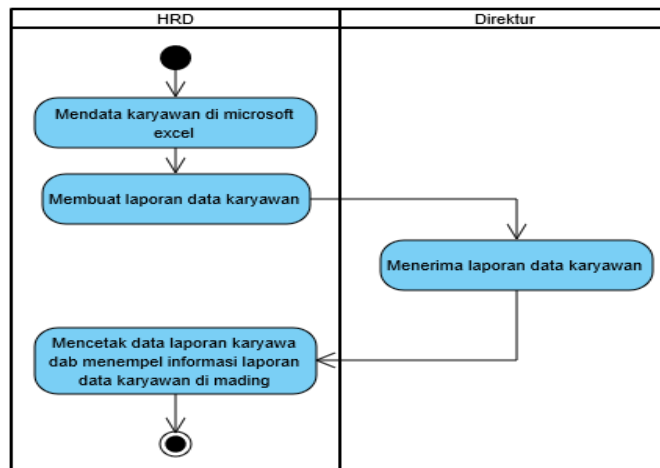 HRD
Direktur
Mendata karyawan di microsoft
excel
Membuat laporan data karyawan
Menerima laporan data karyawan
Mencetak data laporan karyawa
dab menempel informasi laporan
data karyawan di mading